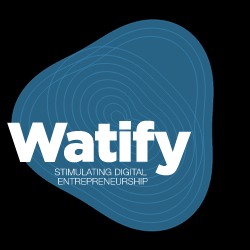 Watify
STIMULATING DIGITAL
ENTREPRENEURSHIP